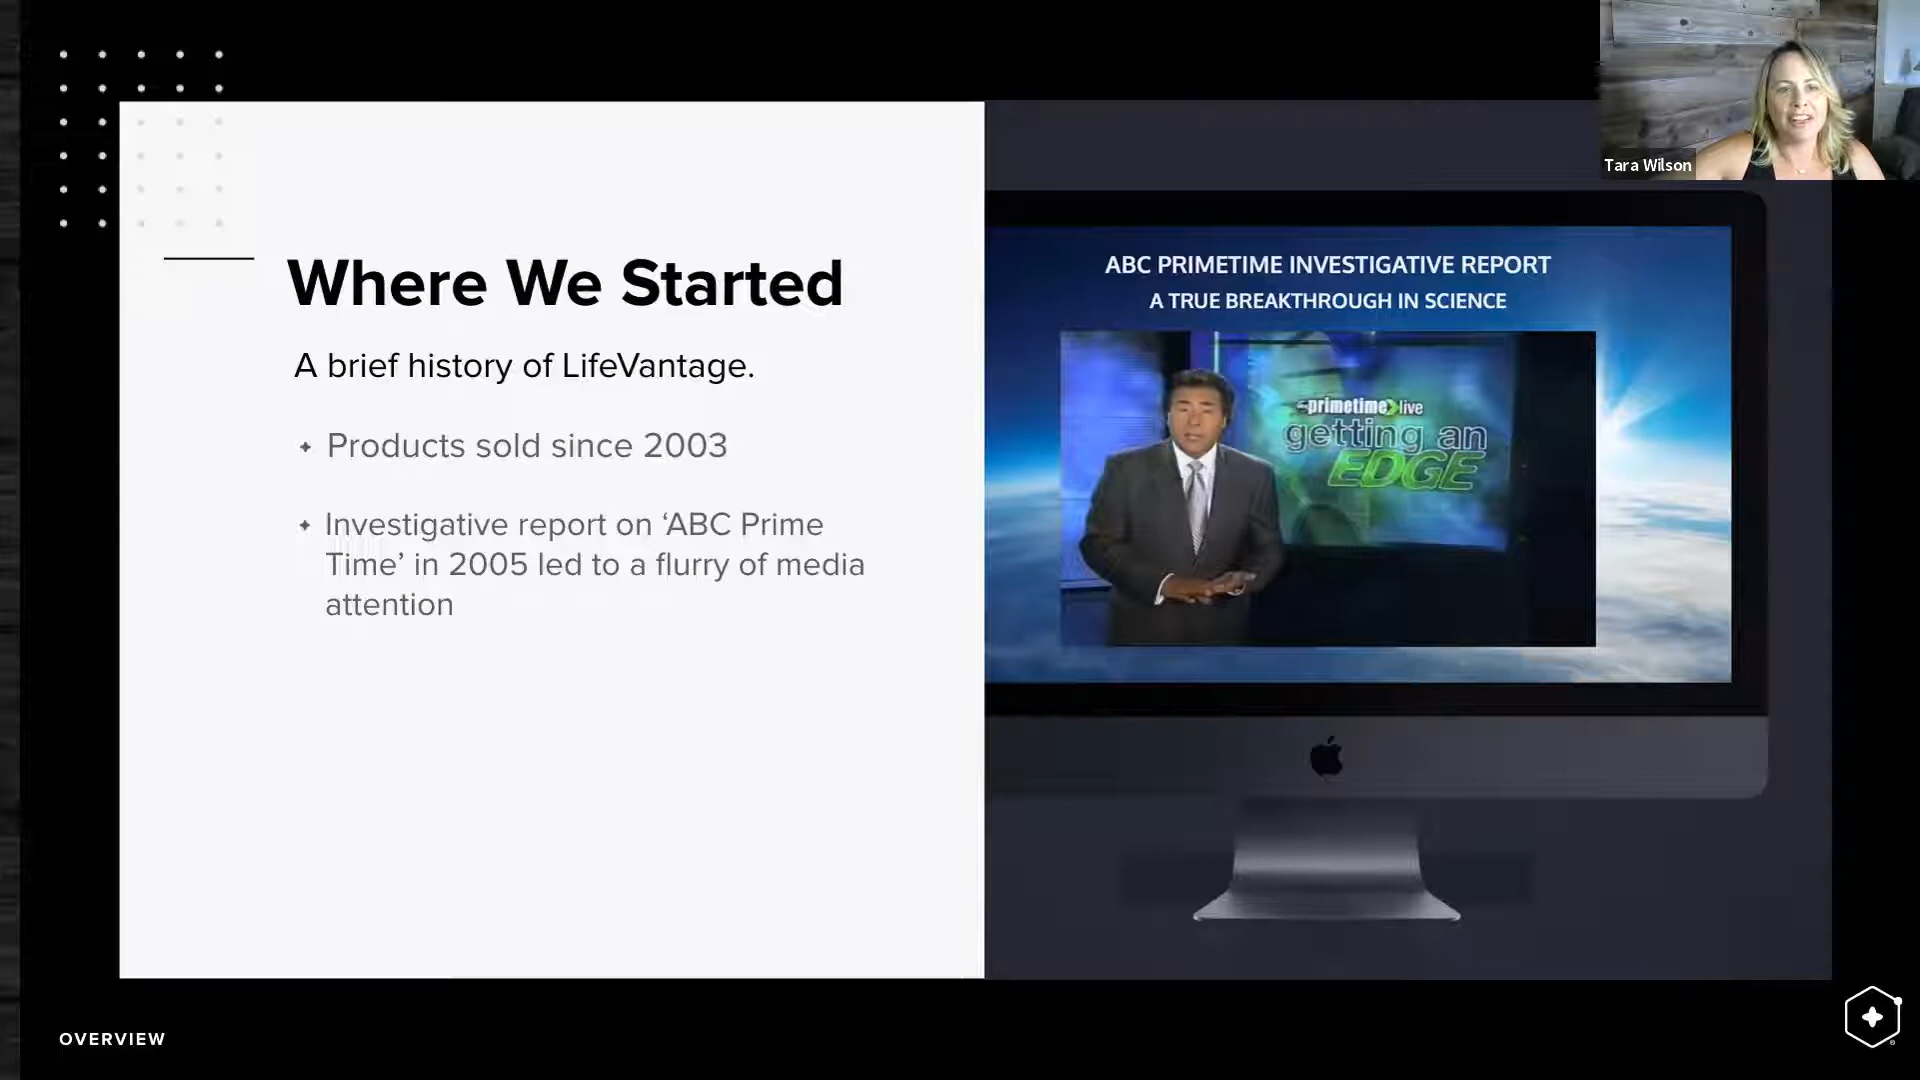 Tara Wilson
Where We Started
A brief history of LifeVantage.
Products sold since 2003
Investigative report on ‘ABC Prime
Time’ in 2005 led to a flurry of media
attention
ABC PRIMETIME INVESTIGATIVE REPORT
A TRUE BREAKTHROUGH IN SCIENCE
primetime live
getting an
EDGE
OVERVIEW